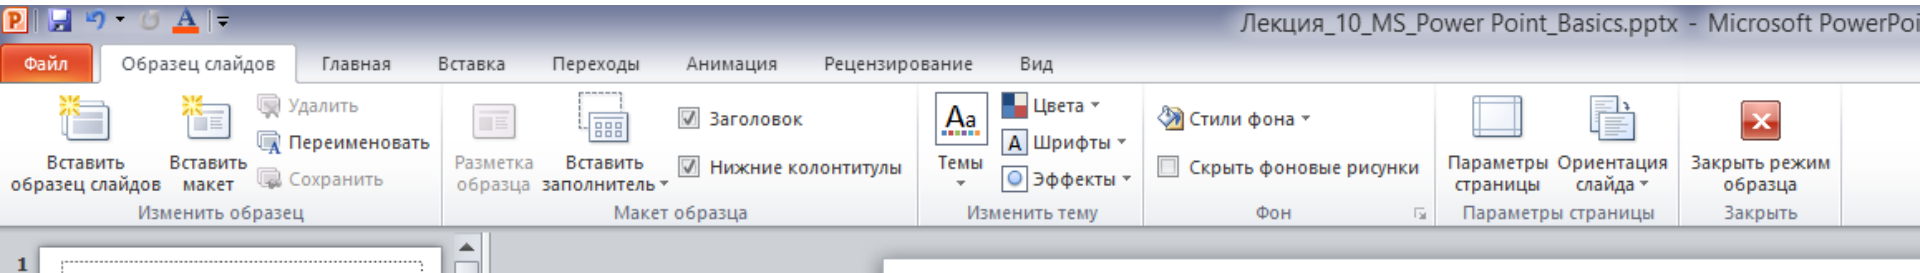 Лекция_10_MS_Power Point_Basics.pptx - Microsoft PowerPoi
Файл Образец слайдов Главная Вставка Переходы Анимация Рецензирование Вид
Вставить образец слайдов
Вставить макет
Удалить
Переименовать
Сохранить
Изменить образец
Разметка образца
Вставить заполнитель
Заголовок
Нижние колонтитулы
Макет образца
Aa
Темы
Цвета
A Шрифты
Эффекты
Изменить тему
Стили фона
Скрыть фоновые рисунки
Фон
Параметры страницы
Ориентация слайда
Параметры страницы
Закрыть режим образца
Закрыть
1